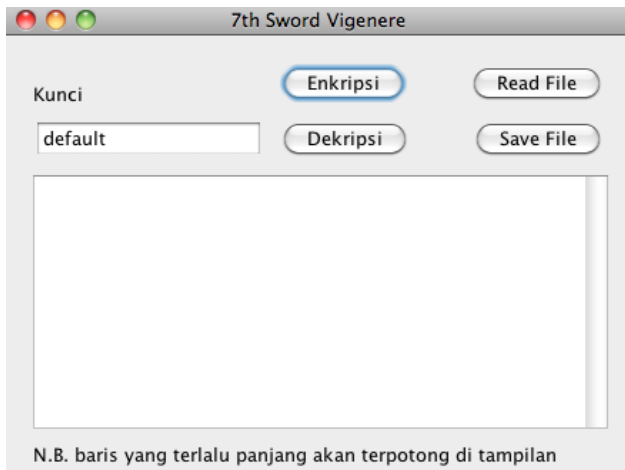 7th Sword Vigenere
Enkripsi Read File
Kunci
default Dekripsi Save File
N.B. baris yang terlalu panjang akan terpotong di tampilan